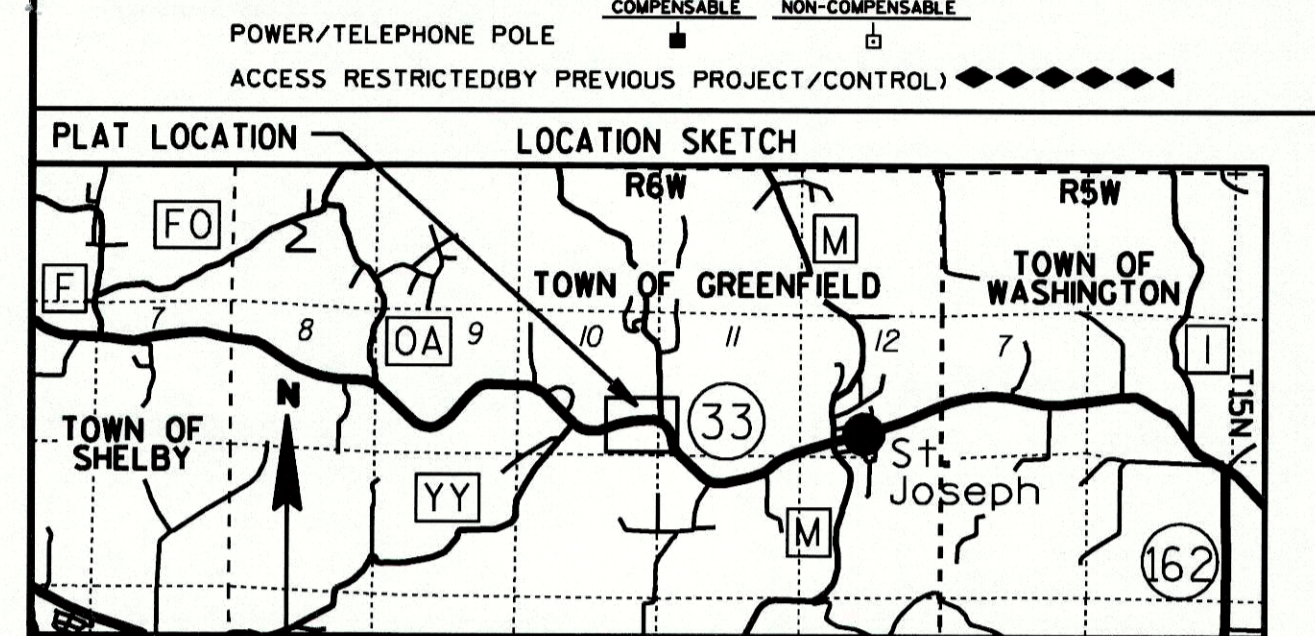 COMPENSABLE NON-COMPENSABLE
POWER/TELEPHONE POLE
ACCESS RESTRICTED(BY PREVIOUS PROJECT/CONTROL)
PLAT LOCATION
LOCATION SKETCH
R6W
R5W
FO
M
F
TOWN OF GREENFIELD
TOWN OF
WASHINGTON
7
8
OA
9
10
11
12
7
I
T15N
N
33
TOWN OF
SHELBY
St.
Joseph
YY
M
162